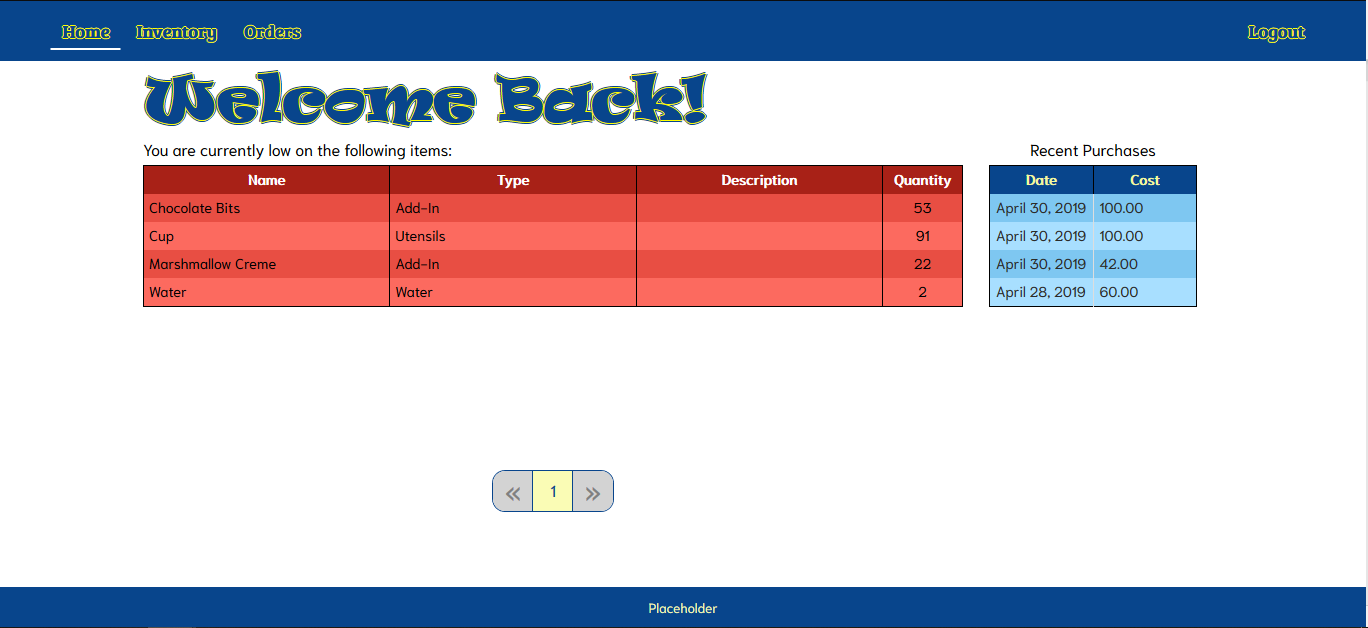 Home Inventory Orders Logout
Welcome Back!
You are currently low on the following items:
Name Type Description Quantity
Chocolate Bits Add-In 53
Cup Utensils 91
Marshmallow Creme Add-In 22
Water Water 2
Recent Purchases
Date Cost
April 30, 2019 100.00
April 30, 2019 100.00
April 30, 2019 42.00
April 28, 2019 60.00
« 1 »
Placeholder